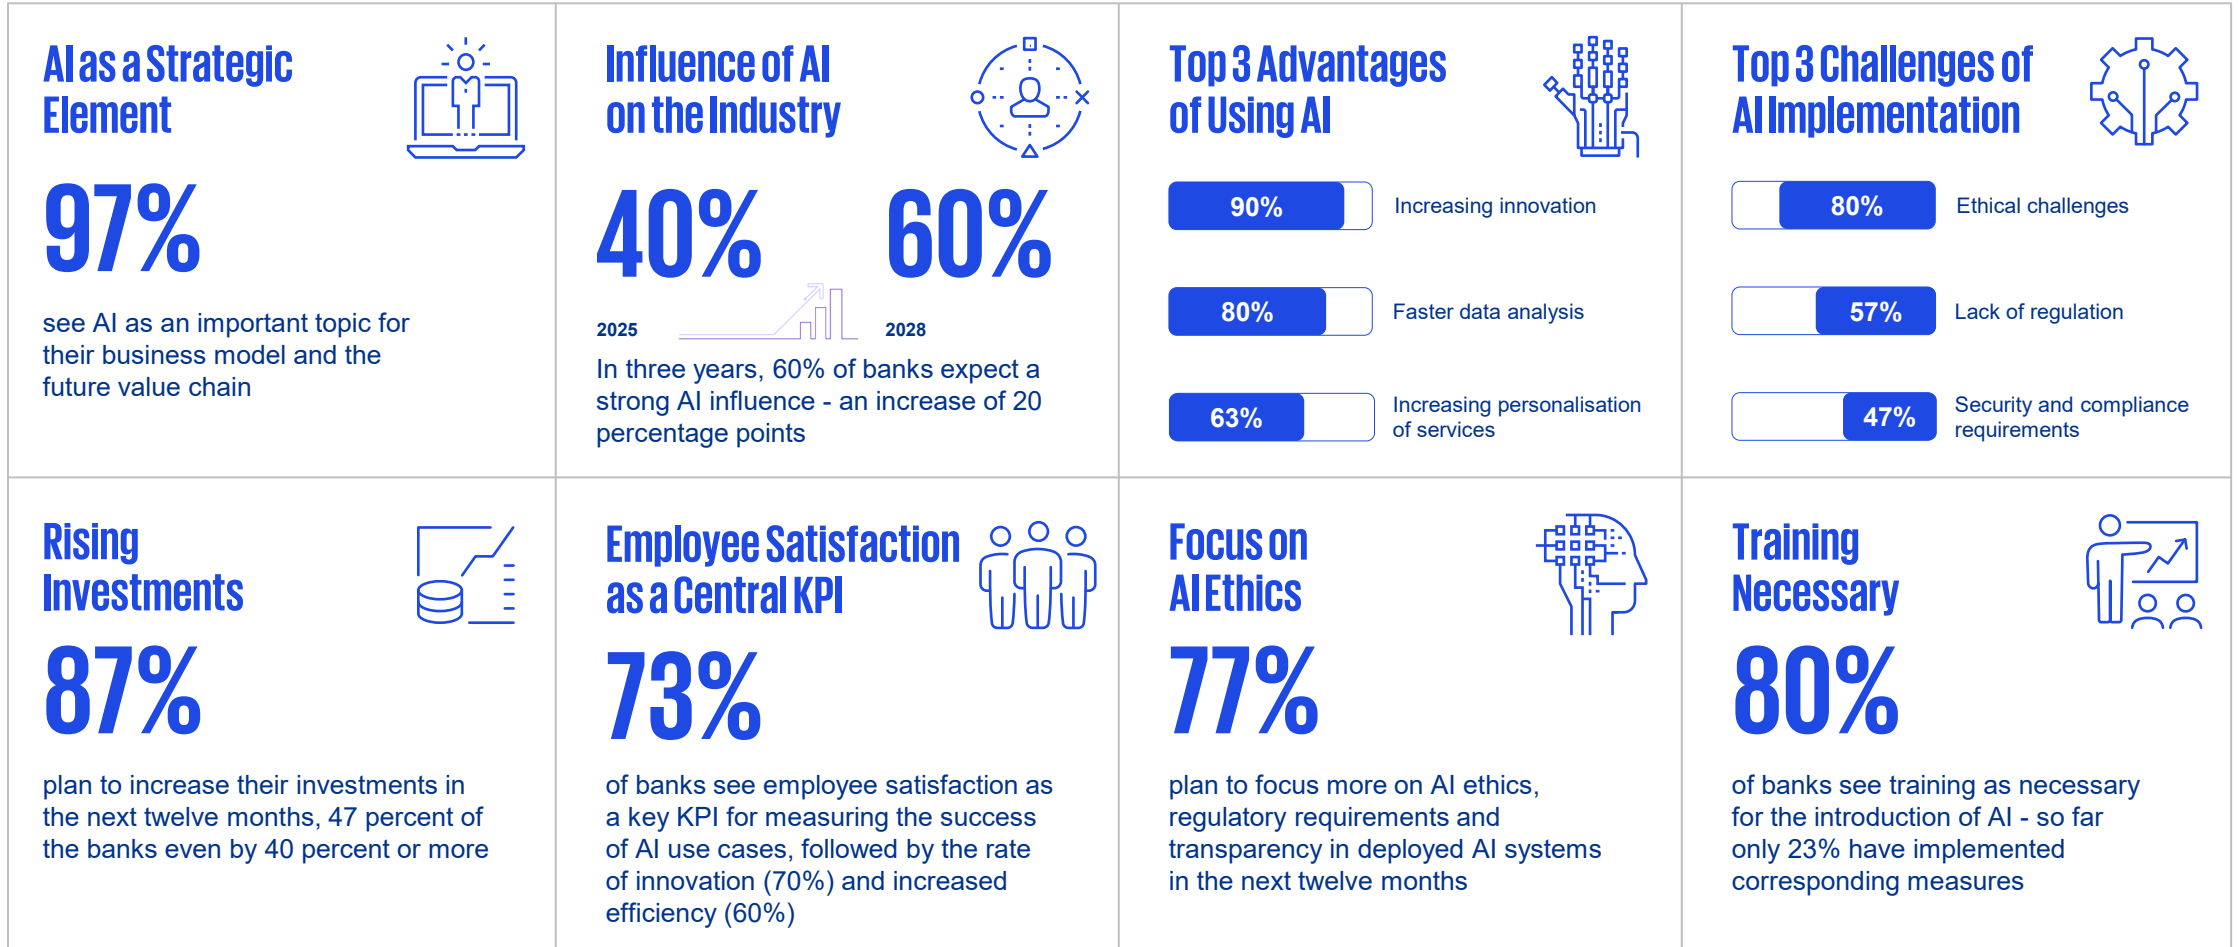 AI as a Strategic
Element
97%
see AI as an important topic for
their business model and the
future value chain
Influence of AI
on the Industry
40%
60%
2025
2028
In three years, 60% of banks expect a
strong AI influence - an increase of 20
percentage points
Top 3 Advantages
of Using AI
90%
Increasing innovation
80%
Faster data analysis
63%
Increasing personalisation
of services
Top 3 Challenges of
AI Implementation
80%
Ethical challenges
57%
Lack of regulation
47%
Security and compliance
requirements
Rising
Investments
87%
plan to increase their investments in
the next twelve months, 47 percent of
the banks even by 40 percent or more
Employee Satisfaction
as a Central KPI
73%
of banks see employee satisfaction as
a key KPI for measuring the success
of AI use cases, followed by the rate
of innovation (70%) and increased
efficiency (60%)
Focus on
AI Ethics
77%
plan to focus more on AI ethics,
regulatory requirements and
transparency in deployed AI systems
in the next twelve months
Training
Necessary
80%
of banks see training as necessary
for the introduction of AI - so far
only 23% have implemented
corresponding measures